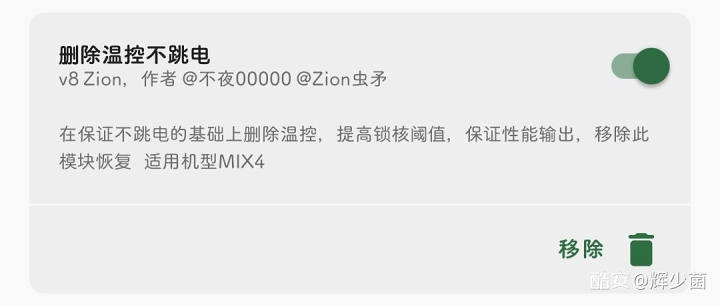 删除温控不跳电
v8 Zion，作者 @不夜00000 @Zion虫矛
在保证不跳电的基础上删除温控，提高锁核阈值，保证性能输出，移除此
模块恢复 适用机型MIX4
移除
酷安 @辉少菌